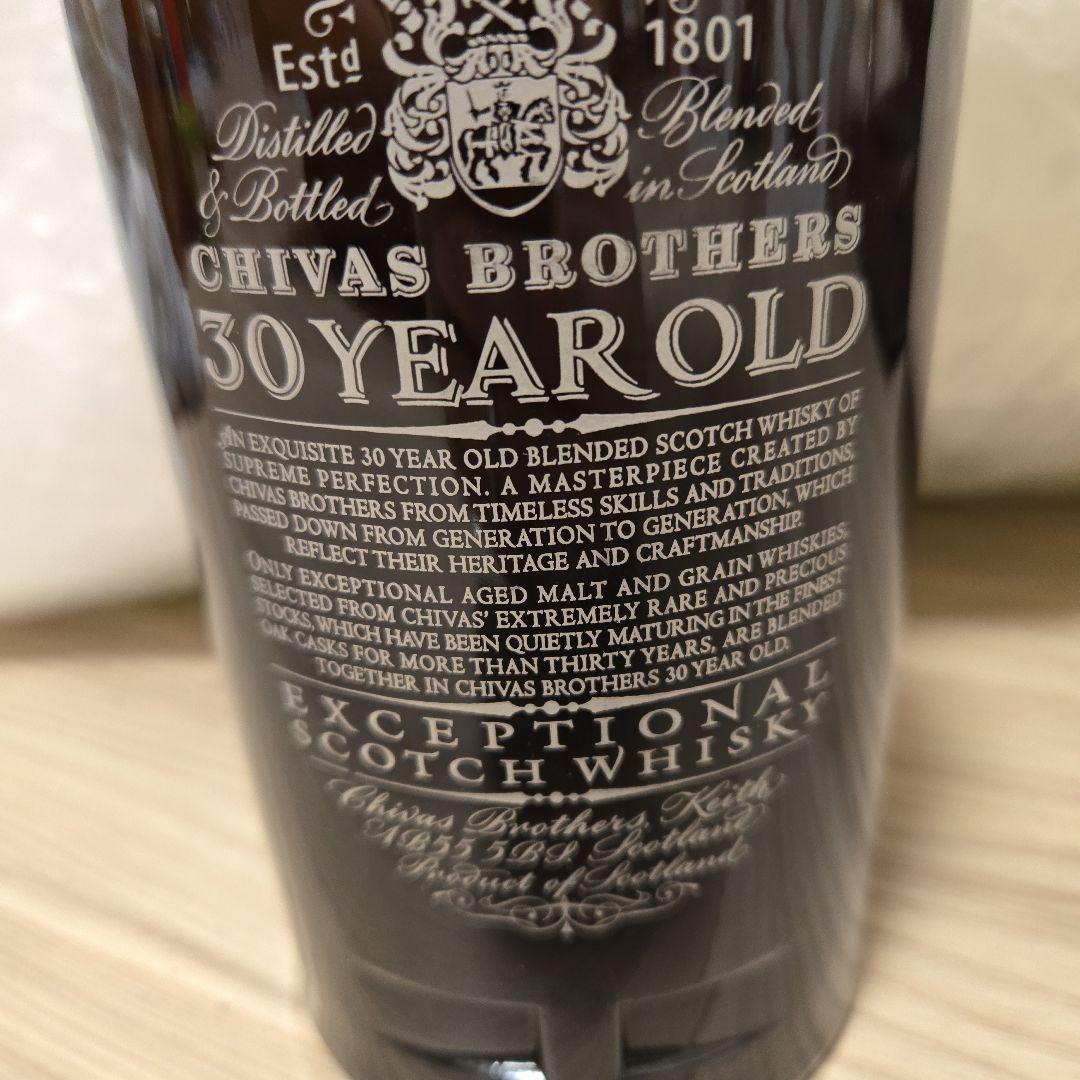 Estd 1801
Distilled Blended
& Bottled in Scotland
CHIVAS BROTHERS
30 YEAR OLD
AN EXQUISITE 30 YEAR OLD BLENDED SCOTCH WHISKY OF
SUPREME PERFECTION. A MASTERPIECE CREATED BY
CHIVAS BROTHERS FROM TIMELESS SKILLS AND TRADITIONS,
PASSED DOWN FROM GENERATION TO GENERATION, WHICH
REFLECT THEIR HERITAGE AND CRAFTMANSHIP.
ONLY EXCEPTIONAL AGED MALT AND GRAIN WHISKIES,
SELECTED FROM CHIVAS' EXTREMELY RARE AND PRECIOUS
STOCKS, WHICH HAVE BEEN QUIETLY MATURING IN THE FINEST
OAK CASKS FOR MORE THAN THIRTY YEARS, ARE BLENDED
TOGETHER IN CHIVAS BROTHERS 30 YEAR OLD.
EXCEPTIONAL
SCOTCH WHISKY
Chivas Brothers, Keith
AB55 5BS, Scotland
Product of Scotland